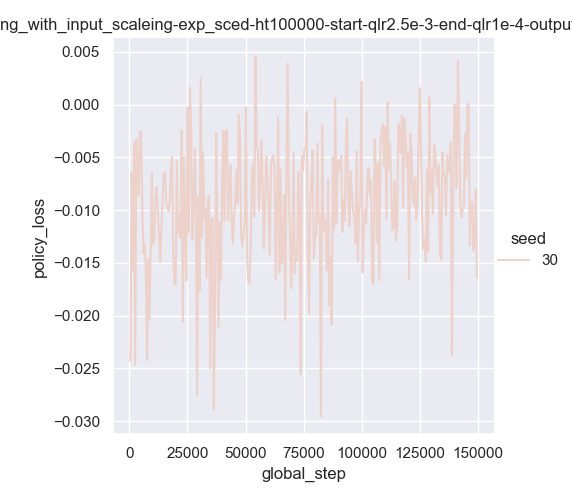 ng_with_input_scaleing-exp_sced-ht100000-start-qlr2.5e-3-end-qlr1e-4-output
0.005
0.000
−0.005
−0.010
−0.015
−0.020
−0.025
−0.030
policy_loss
0 25000 50000 75000 100000 125000 150000
global_step
seed
30